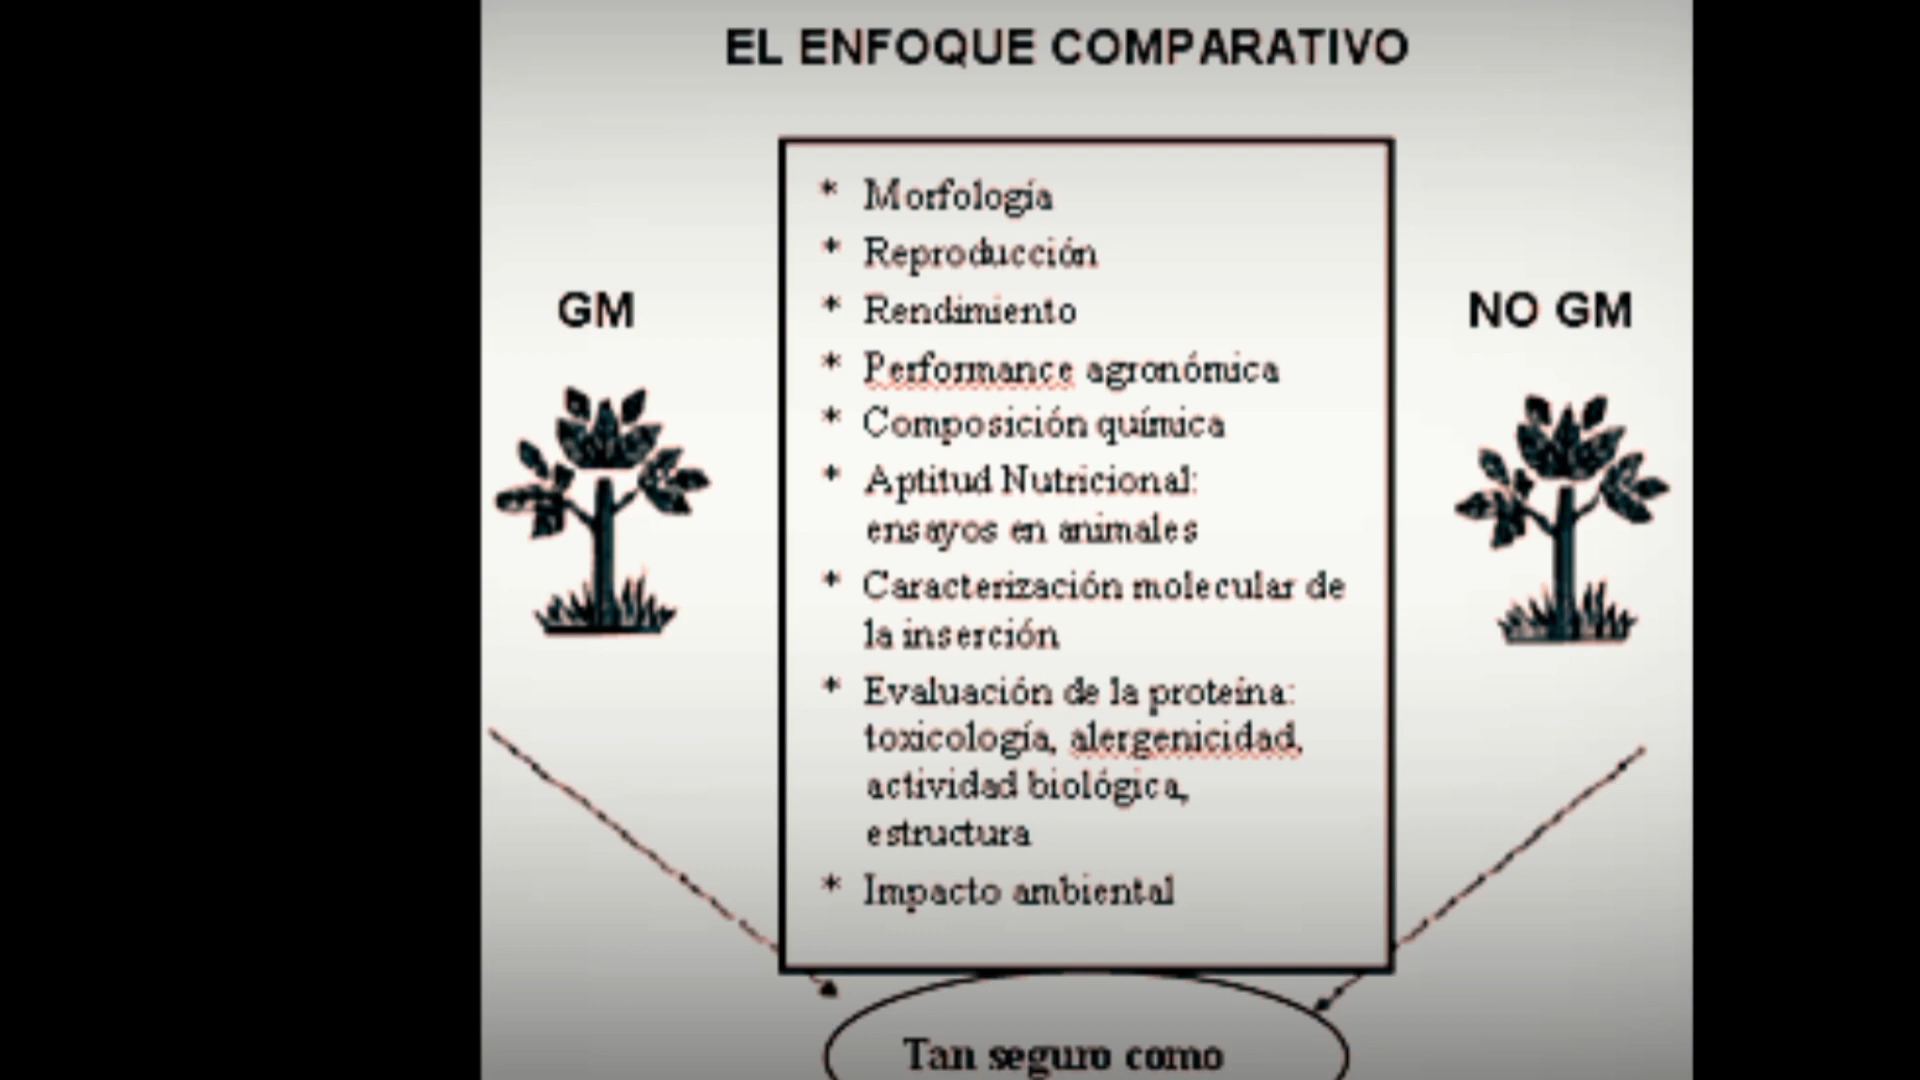 EL ENFOQUE COMPARATIVO
GM
NO GM
* Morfología
* Reproducción
* Rendimiento
* Performance agronómica
* Composición química
* Aptitud Nutricional:
ensayos en animales
* Caracterización molecular de
la inserción
* Evaluación de la proteína:
toxicología, alergenicidad,
actividad biológica,
estructura
* Impacto ambiental
Tan seguro como